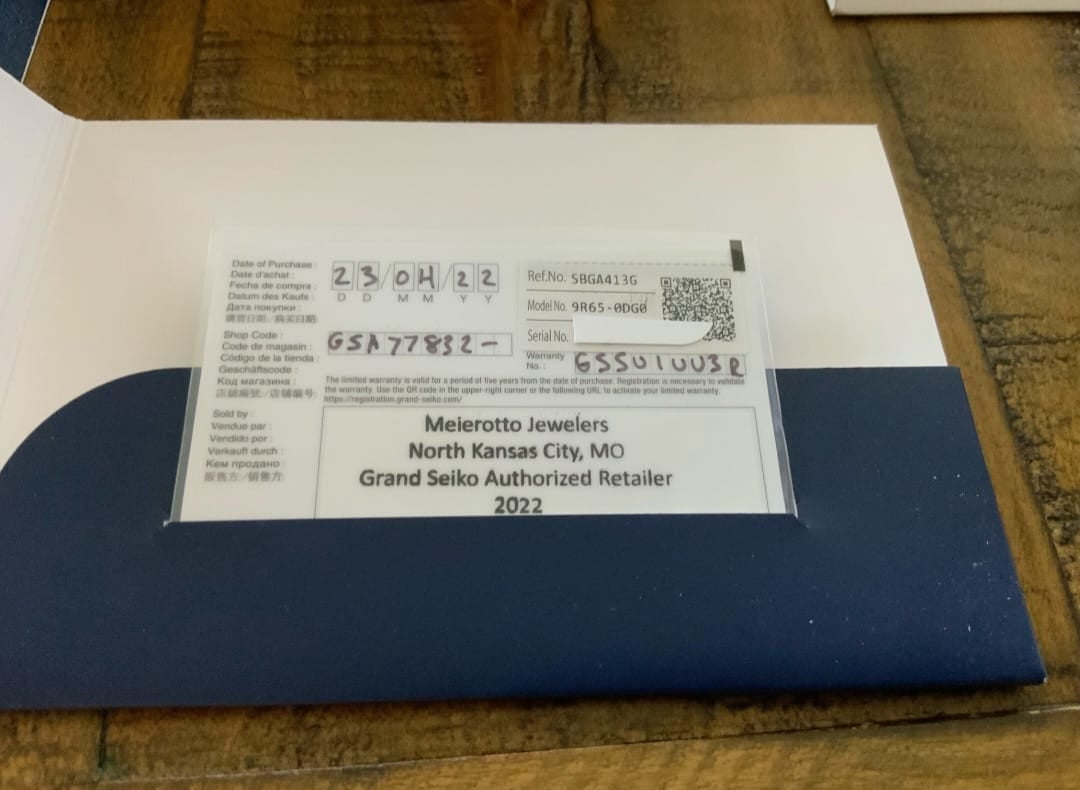 Date of Purchase :
Date d'achat :
Fecha de compra :
Datum des Kaufs :
Дата покупки :
購買日期:/购买日期:
23/04/22
D D M M Y Y
Ref.No. SBGA413G
Model No. 9R65-0DG0
Serial No.
Warranty No. :
GSSU1UU3R
Shop Code :
Code de magasin :
Código de la tienda :
Geschäftscode :
Код магазина :
店鋪編號:/店铺编号:
GSA77832-
The limited warranty is valid for a period of five years from the date of purchase. Registration is necessary to validate
the warranty. Use the QR code in the upper-right corner or the following URL to activate your limited warranty.
https://registration.grand-seiko.com/
Sold by :
Vendue par :
Vendido por :
Verkauft durch :
Кем продано :
販售方:/销售方:
Meierotto Jewelers
North Kansas City, MO
Grand Seiko Authorized Retailer
2022